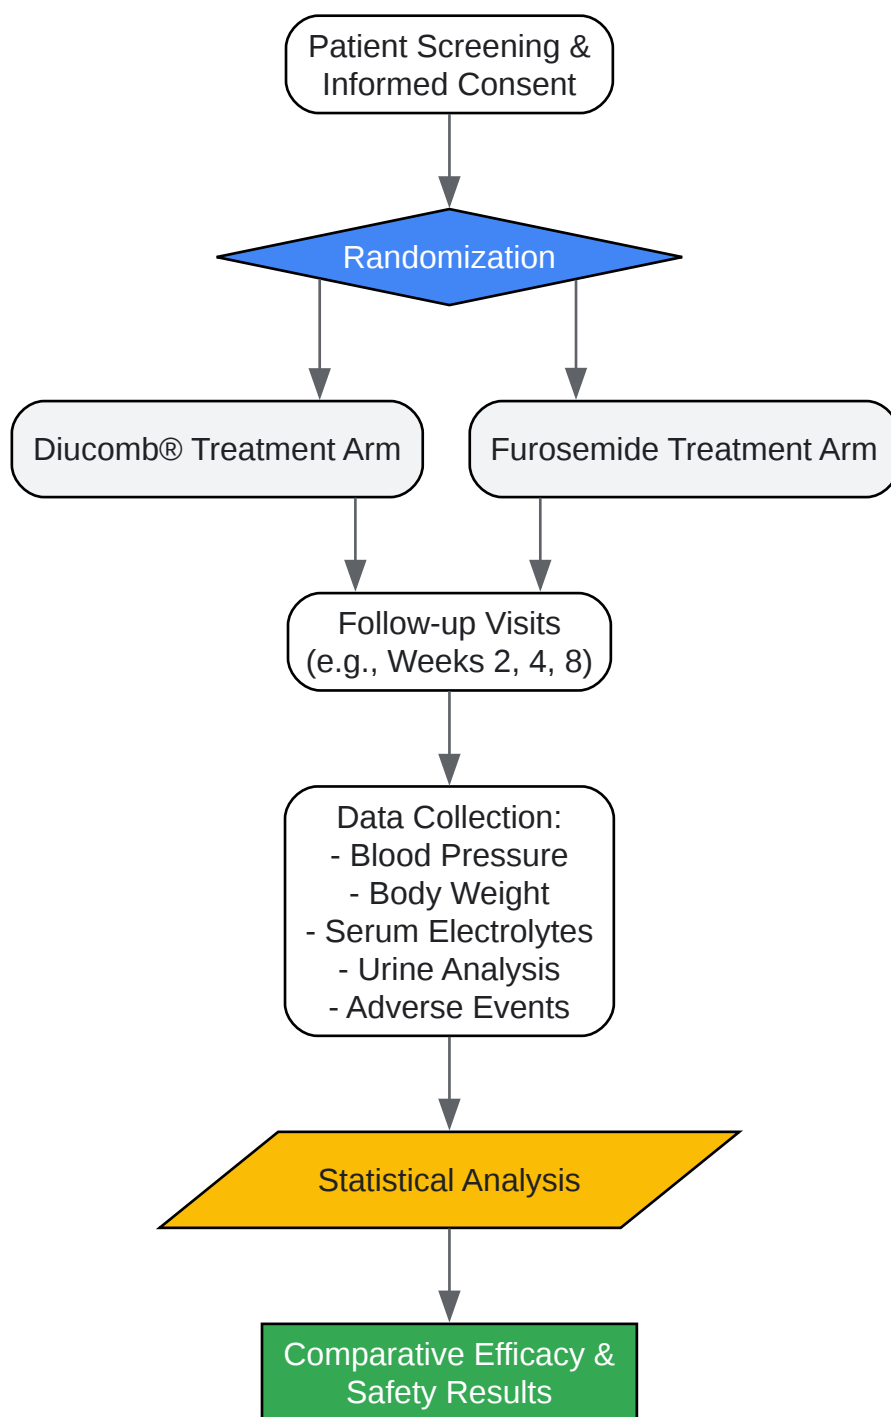 Patient Screening &
Informed Consent
Randomization
Diucomb® Treatment Arm
Furosemide Treatment Arm
Follow-up Visits
(e.g., Weeks 2, 4, 8)
Data Collection:
- Blood Pressure
- Body Weight
- Serum Electrolytes
- Urine Analysis
- Adverse Events
Statistical Analysis
Comparative Efficacy &
Safety Results